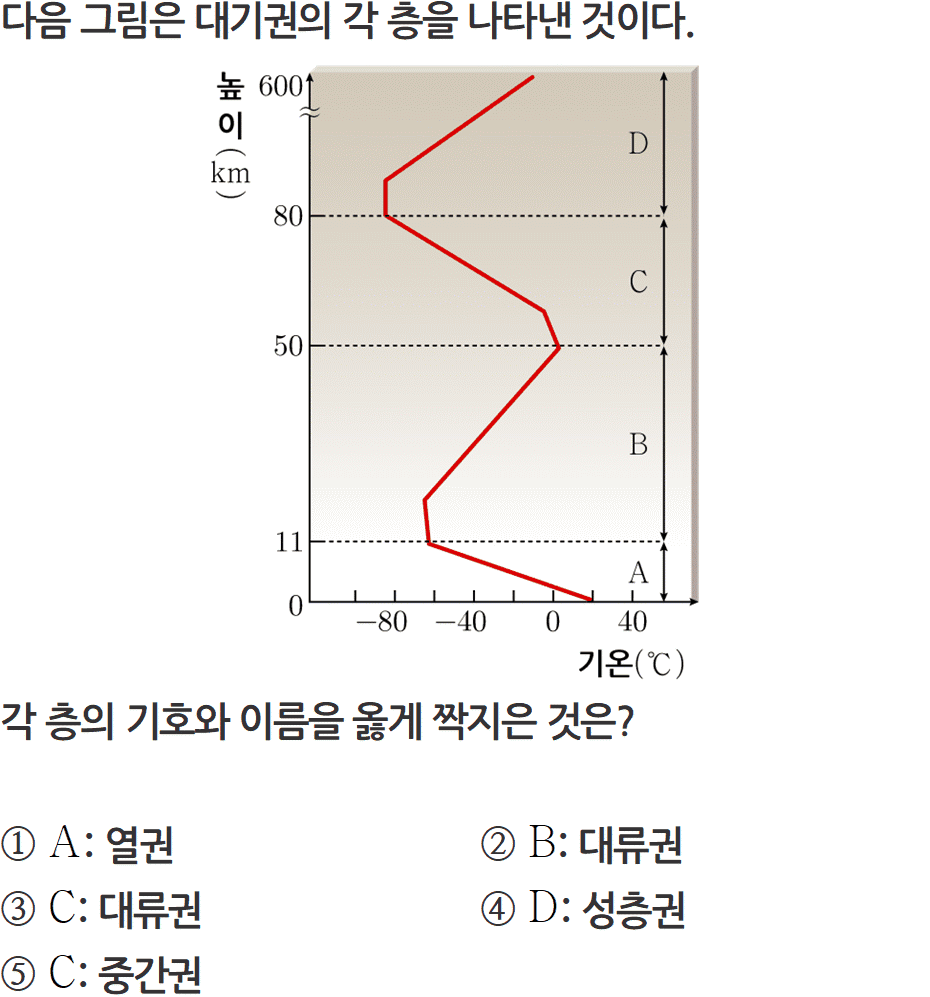 다음 그림은 대기권의 각 층을 나타낸 것이다.
높이(km)
600
80
50
11
0
D
C
B
A
−80 −40 0 40
기온(℃)
각 층의 기호와 이름을 옳게 짝지은 것은?
① A: 열권 ② B: 대류권
③ C: 대류권 ④ D: 성층권
⑤ C: 중간권